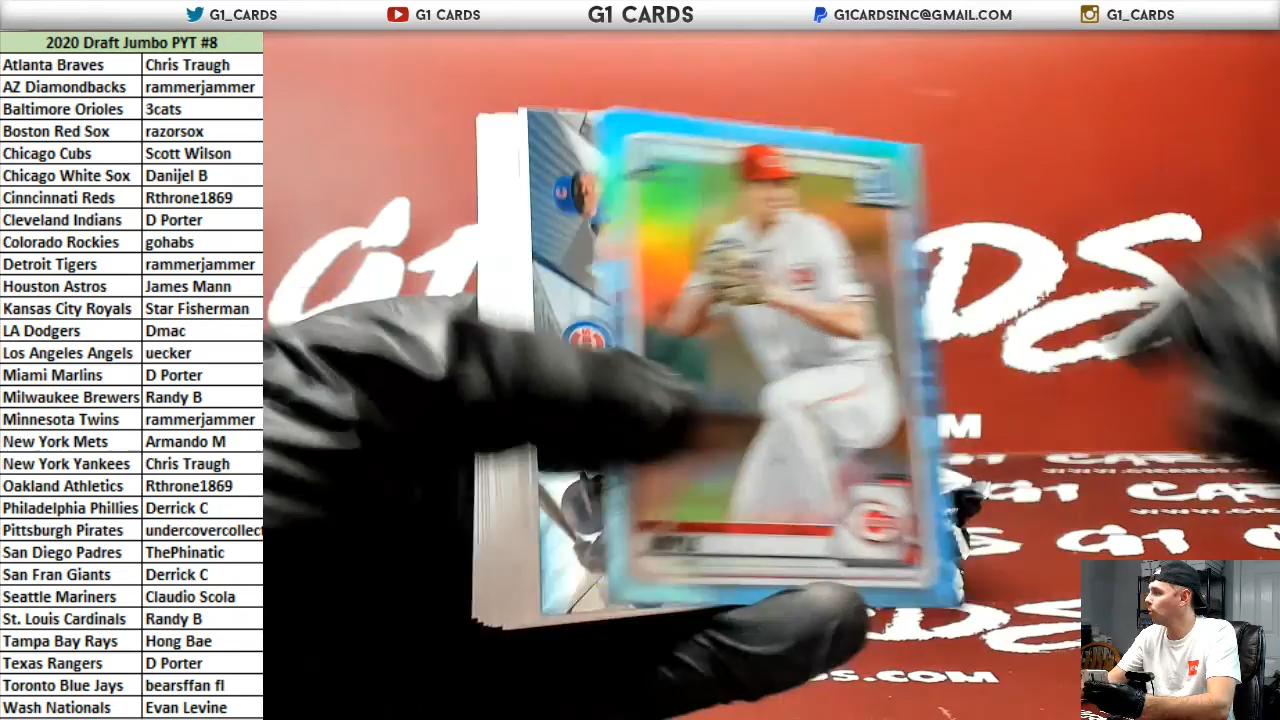 G1_CARDS G1 CARDS G1 CARDS G1CARDSINC@GMAIL.COM G1_CARDS
2020 Draft Jumbo PYT #8
Atlanta Braves Chris Traugh
AZ Diamondbacks rammerjammer
Baltimore Orioles 3cats
Boston Red Sox razorsox
Chicago Cubs Scott Wilson
Chicago White Sox Danijel B
Cinncinnati Reds Rthrone1869
Cleveland Indians D Porter
Colorado Rockies gohabs
Detroit Tigers rammerjammer
Houston Astros James Mann
Kansas City Royals Star Fisherman
LA Dodgers Dmac
Los Angeles Angels uecker
Miami Marlins D Porter
Milwaukee Brewers Randy B
Minnesota Twins rammerjammer
New York Mets Armando M
New York Yankees Chris Traugh
Oakland Athletics Rthrone1869
Philadelphia Phillies Derrick C
Pittsburgh Pirates undercovercollect
San Diego Padres ThePhinatic
San Fran Giants Derrick C
Seattle Mariners Claudio Scola
St. Louis Cardinals Randy B
Tampa Bay Rays Hong Bae
Texas Rangers D Porter
Toronto Blue Jays bearsffan fl
Wash Nationals Evan Levine
G1 CARDS